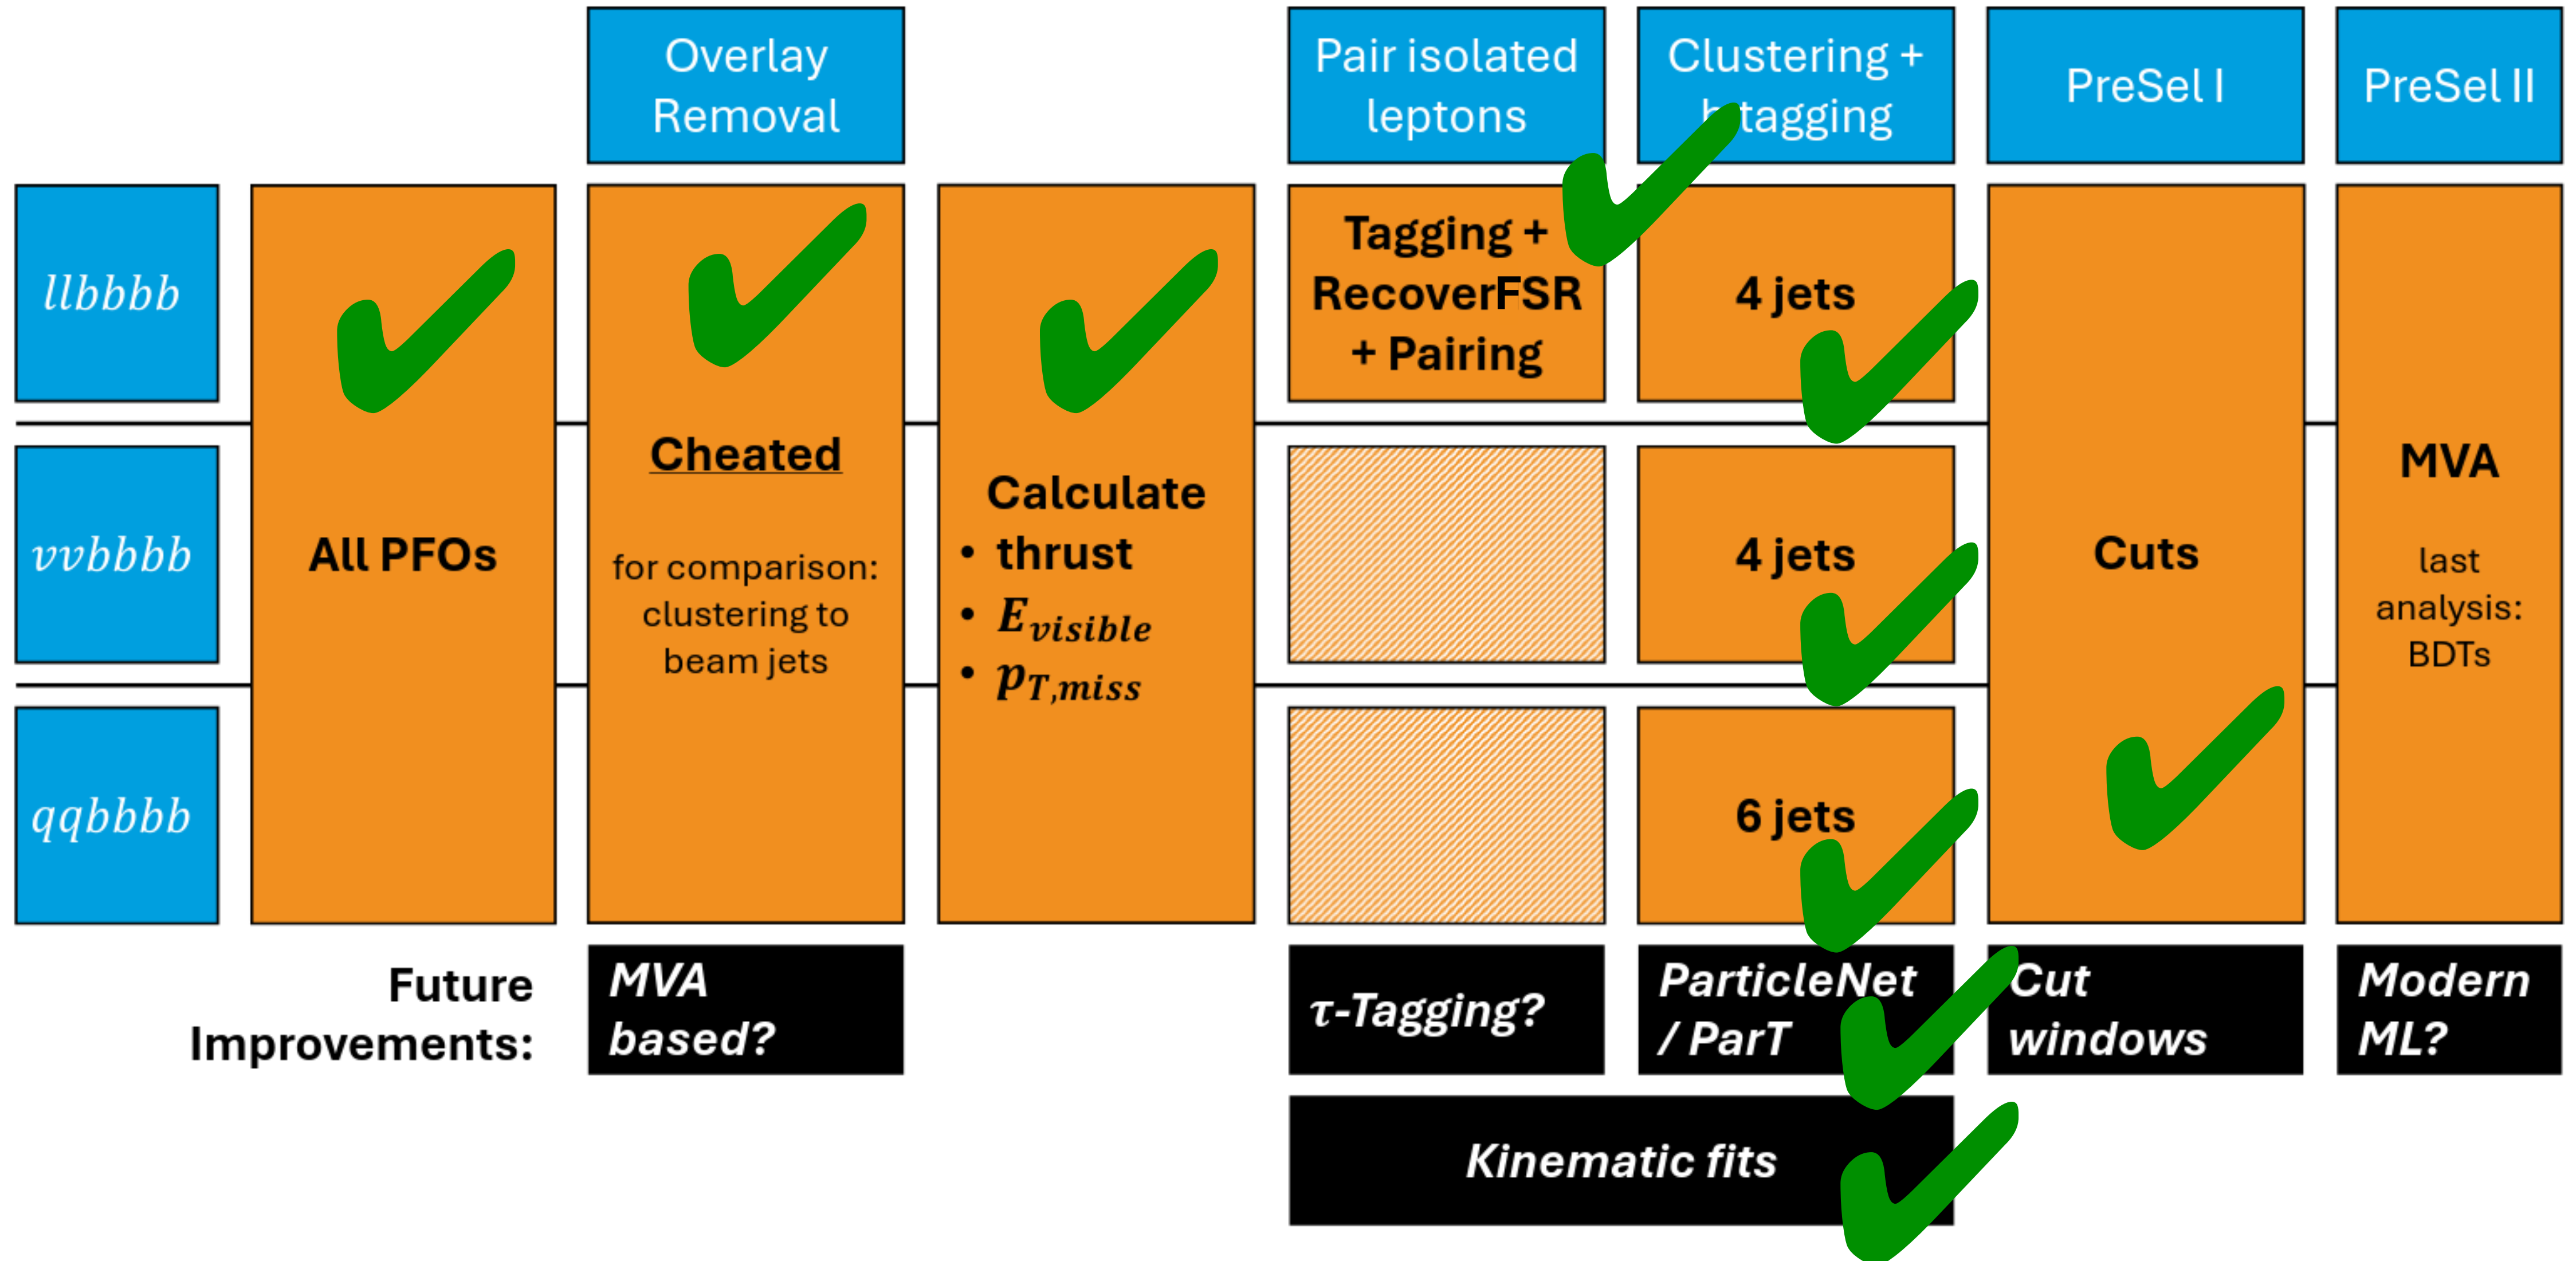 Overlay
Removal
Pair isolated
leptons
Clustering +
b tagging
PreSel I
PreSel II
llbbbb
ννbbbb
qqbbbb
All PFOs
Cheated
for comparison:
clustering to
beam jets
Calculate
• thrust
• E_visible
• p_T,miss
Tagging +
RecoverFSR
+ Pairing
4 jets
4 jets
6 jets
Cuts
MVA
last
analysis:
BDTs
Future
Improvements:
MVA
based?
τ-Tagging?
ParticleNet
/ ParT
Cut
windows
Modern
ML?
Kinematic fits